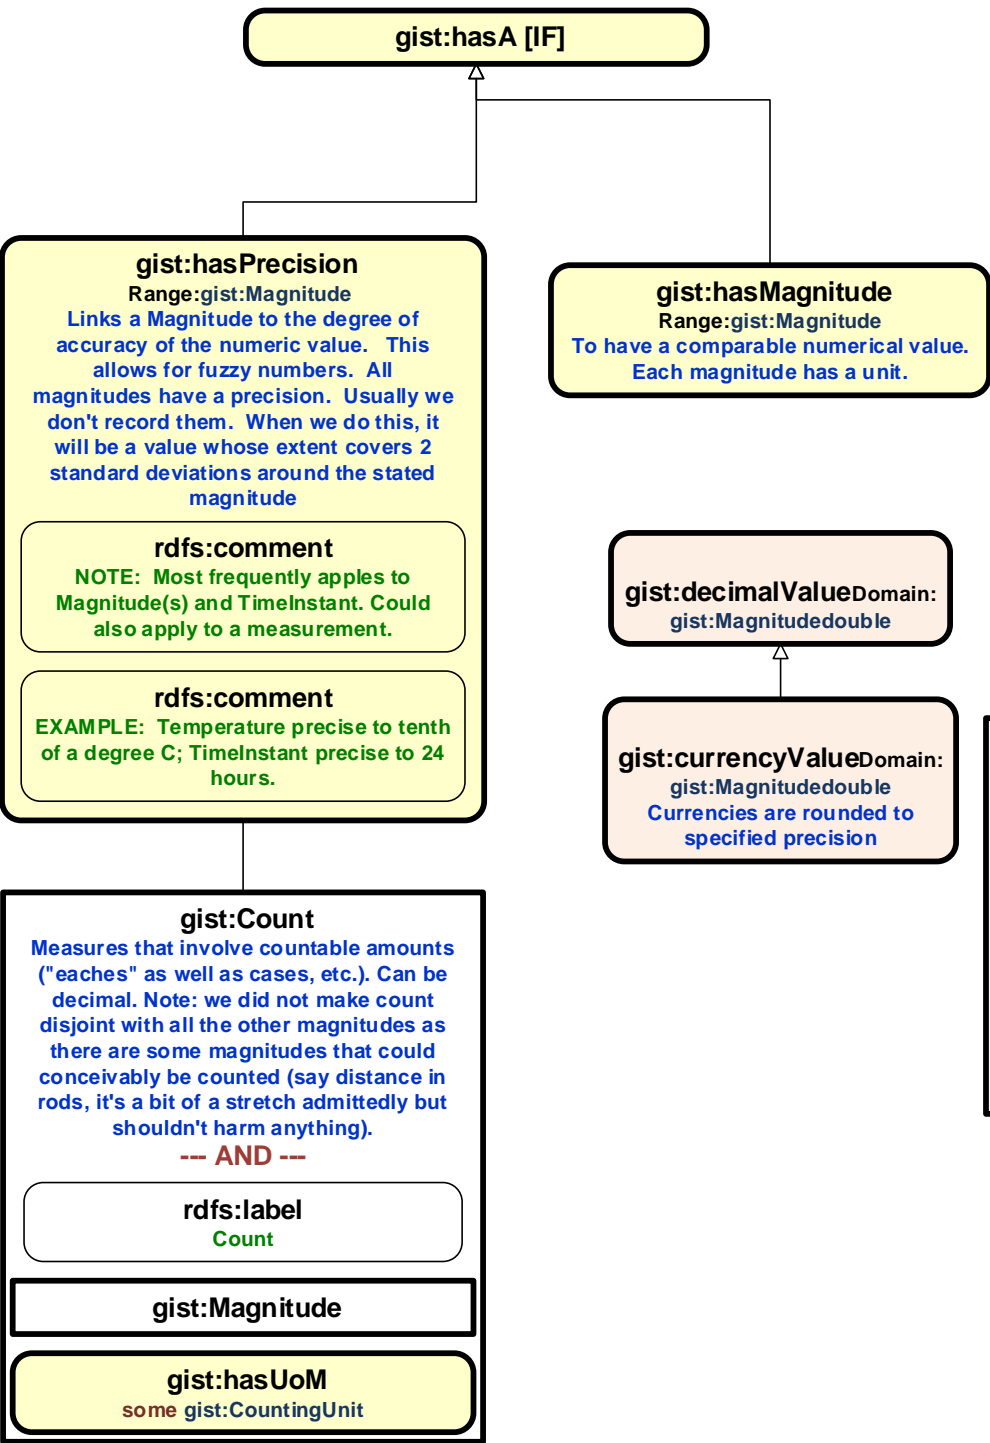 gist:hasA [IF]
gist:hasPrecision
Range:gist:Magnitude
Links a Magnitude to the degree of
accuracy of the numeric value.   This
allows for fuzzy numbers.  All
magnitudes have a precision.  Usually we
don't record them.  When we do this, it
will be a value whose extent covers 2
standard deviations around the stated
magnitude
rdfs:comment
NOTE:  Most frequently apples to
Magnitude(s) and TimeInstant. Could
also apply to a measurement.
rdfs:comment
EXAMPLE:  Temperature precise to tenth
of a degree C; TimeInstant precise to 24
hours.
gist:hasMagnitude
Range:gist:Magnitude
To have a comparable numerical value.
Each magnitude has a unit.
gist:decimalValueDomain:
gist:Magnitudedouble
gist:currencyValueDomain:
gist:Magnitudedouble
Currencies are rounded to
specified precision
gist:Count
Measures that involve countable amounts
("eaches" as well as cases, etc.). Can be
decimal. Note: we did not make count
disjoint with all the other magnitudes as
there are some magnitudes that could
conceivably be counted (say distance in
rods, it's a bit of a stretch admittedly but
shouldn't harm anything).
--- AND ---
rdfs:label
Count
gist:Magnitude
gist:hasUoM
some gist:CountingUnit